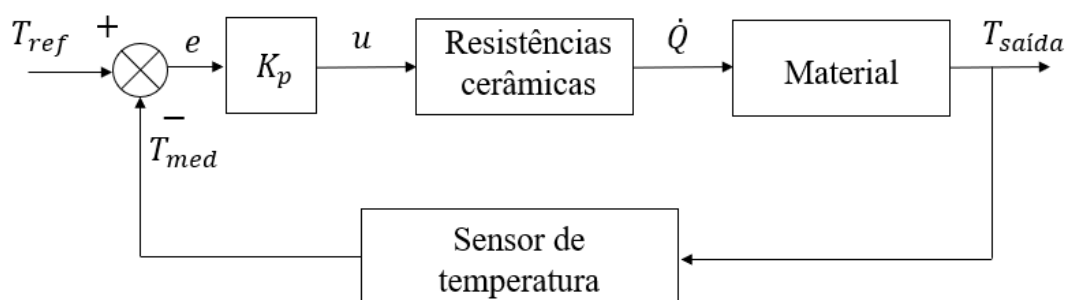 T_ref + e K_p u Resistências cerâmicas Q̇ Material T_saída
−
T_med
Sensor de
temperatura